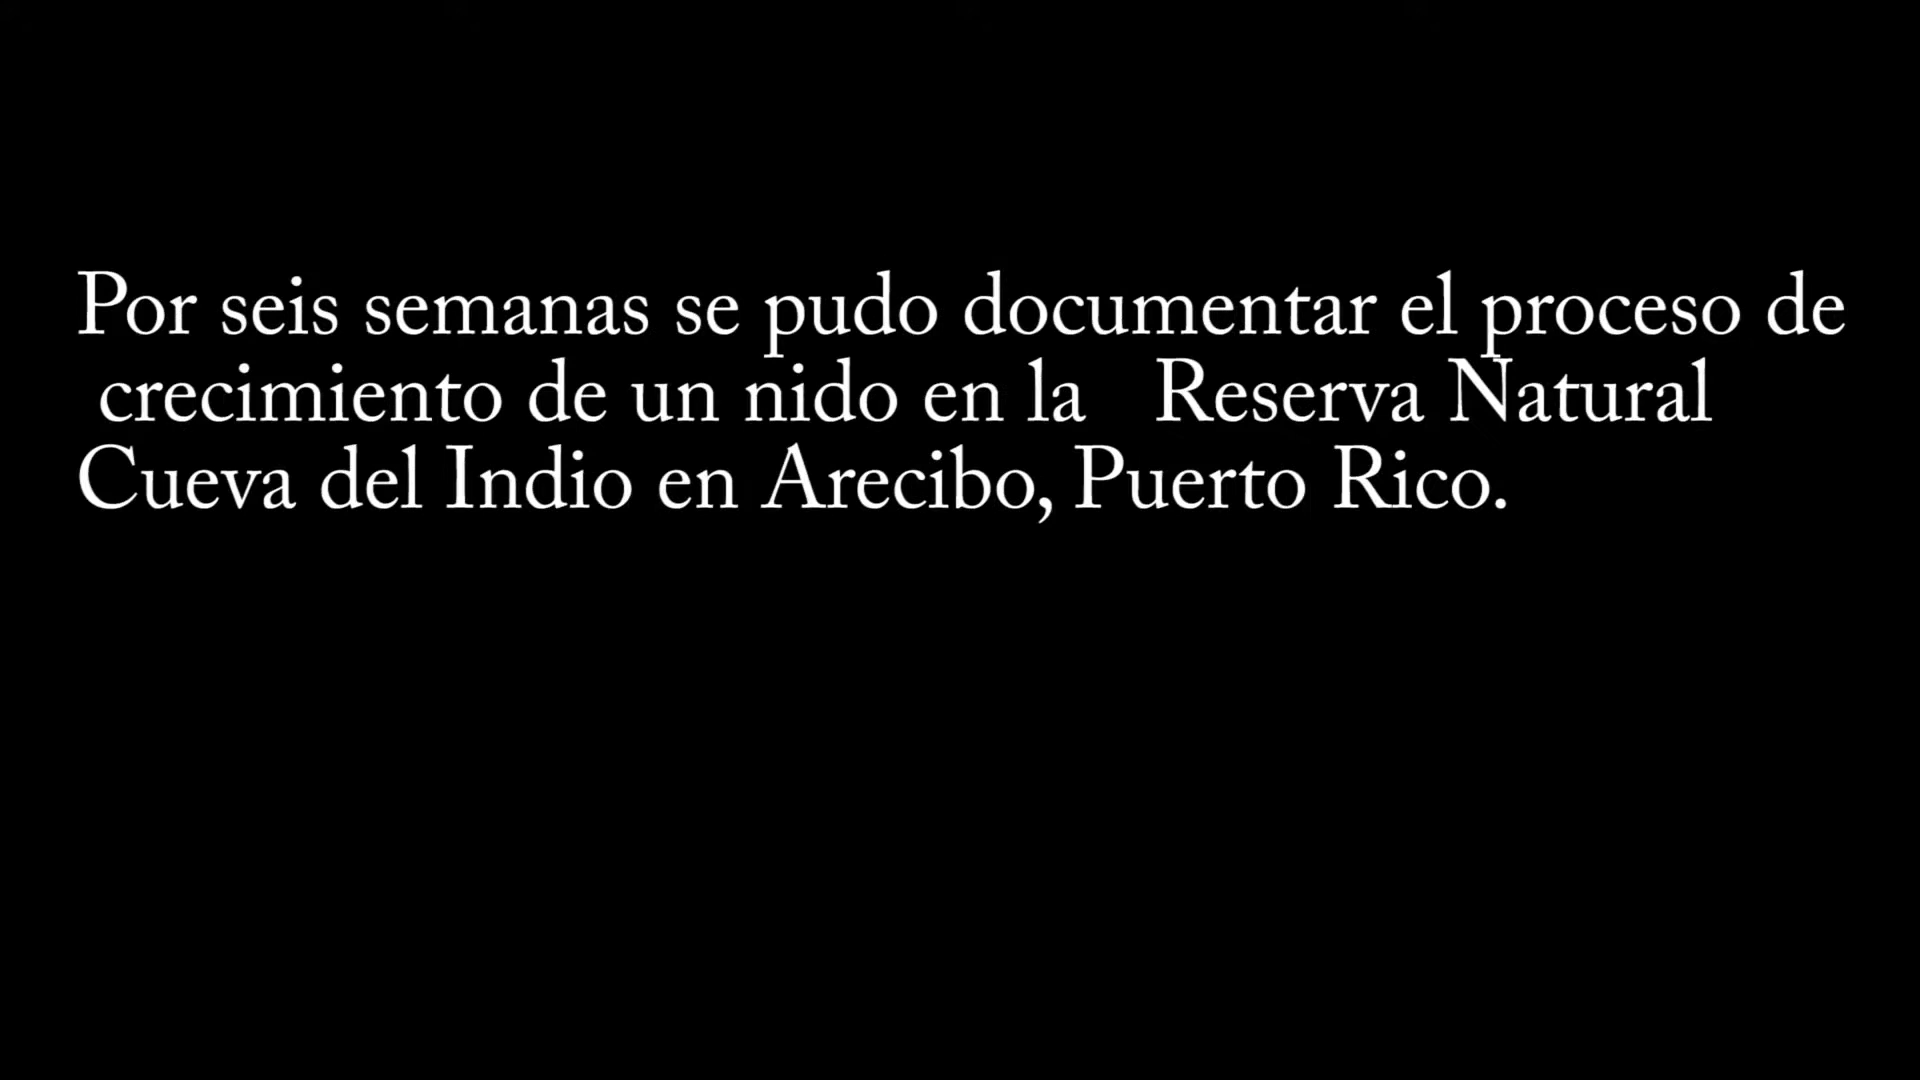 Por seis semanas se pudo documentar el proceso de
crecimiento de un nido en la Reserva Natural
Cueva del Indio en Arecibo, Puerto Rico.